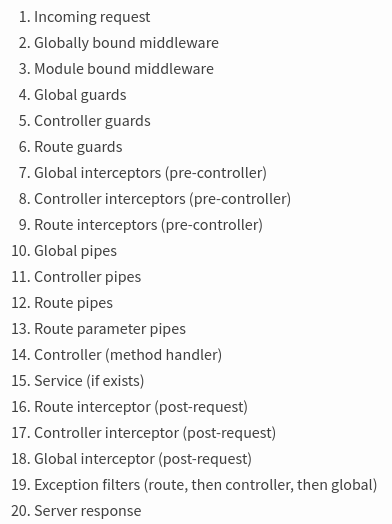 1. Incoming request
2. Globally bound middleware
3. Module bound middleware
4. Global guards
5. Controller guards
6. Route guards
7. Global interceptors (pre-controller)
8. Controller interceptors (pre-controller)
9. Route interceptors (pre-controller)
10. Global pipes
11. Controller pipes
12. Route pipes
13. Route parameter pipes
14. Controller (method handler)
15. Service (if exists)
16. Route interceptor (post-request)
17. Controller interceptor (post-request)
18. Global interceptor (post-request)
19. Exception filters (route, then controller, then global)
20. Server response